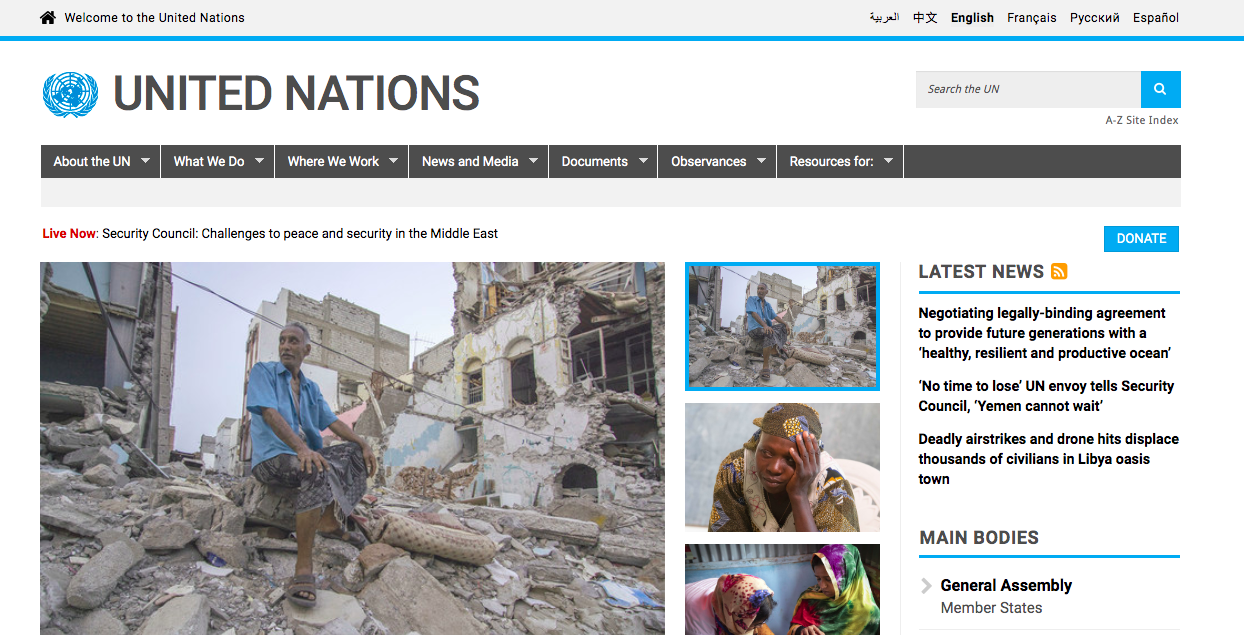 Welcome to the United Nations
العربية 中文 English Français Русский Español
UNITED NATIONS
Search the UN
A-Z Site Index
About the UN What We Do Where We Work News and Media Documents Observances Resources for:
Live Now: Security Council: Challenges to peace and security in the Middle East
DONATE
LATEST NEWS
Negotiating legally-binding agreement
to provide future generations with a
‘healthy, resilient and productive ocean’
‘No time to lose’ UN envoy tells Security
Council, ‘Yemen cannot wait’
Deadly airstrikes and drone hits displace
thousands of civilians in Libya oasis
town
MAIN BODIES
General Assembly
Member States